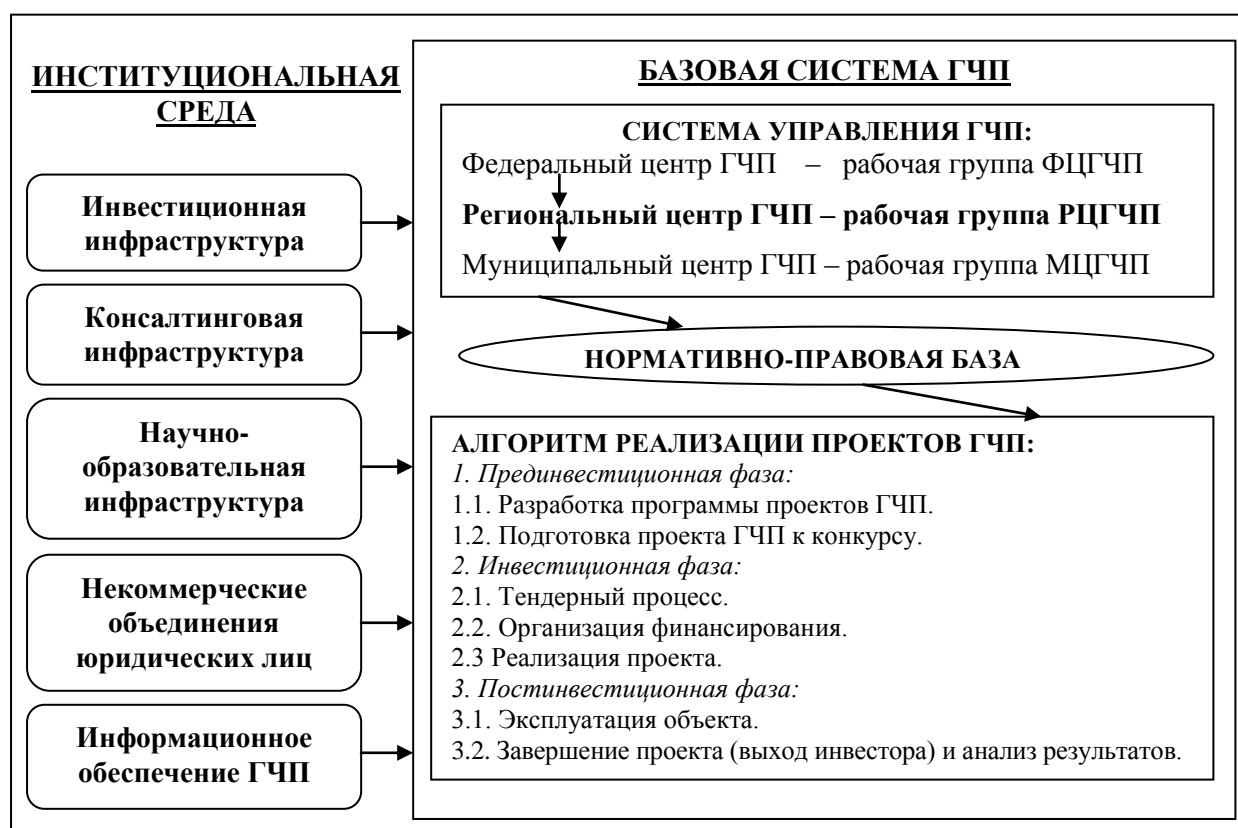 ИНСТИТУЦИОНАЛЬНАЯ
СРЕДА
Инвестиционная
инфраструктура
Консалтинговая
инфраструктура
Научно-
образовательная
инфраструктура
Некоммерческие
объединения
юридических лиц
Информационное
обеспечение ГЧП
БАЗОВАЯ СИСТЕМА ГЧП
СИСТЕМА УПРАВЛЕНИЯ ГЧП:
Федеральный центр ГЧП – рабочая группа ФЦГЧП
Региональный центр ГЧП – рабочая группа РЦГЧП
Муниципальный центр ГЧП – рабочая группа МЦГЧП
НОРМАТИВНО-ПРАВОВАЯ БАЗА
АЛГОРИТМ РЕАЛИЗАЦИИ ПРОЕКТОВ ГЧП:
1. Прединвестиционная фаза:
1.1. Разработка программы проектов ГЧП.
1.2. Подготовка проекта ГЧП к конкурсу.
2. Инвестиционная фаза:
2.1. Тендерный процесс.
2.2. Организация финансирования.
2.3 Реализация проекта.
3. Постинвестиционная фаза:
3.1. Эксплуатация объекта.
3.2. Завершение проекта (выход инвестора) и анализ результатов.